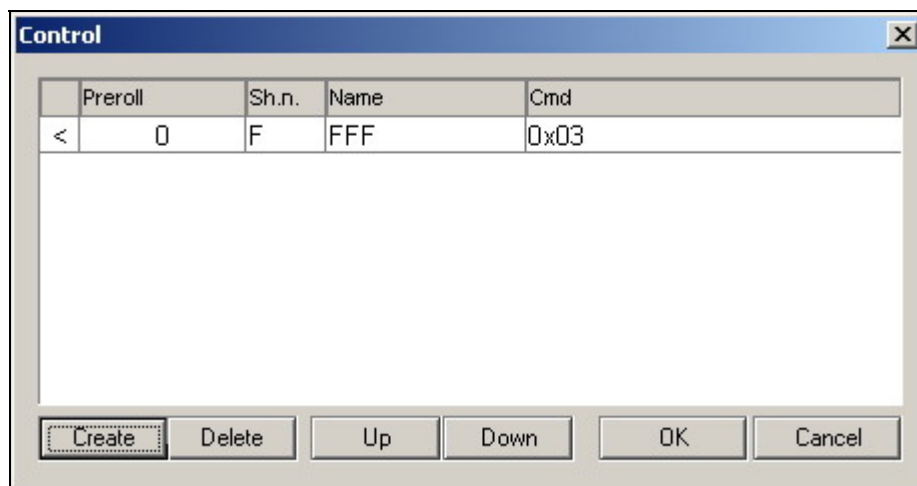 Control
Preroll Sh.n. Name Cmd
< 0 F FFF 0x03
Create Delete Up Down OK Cancel